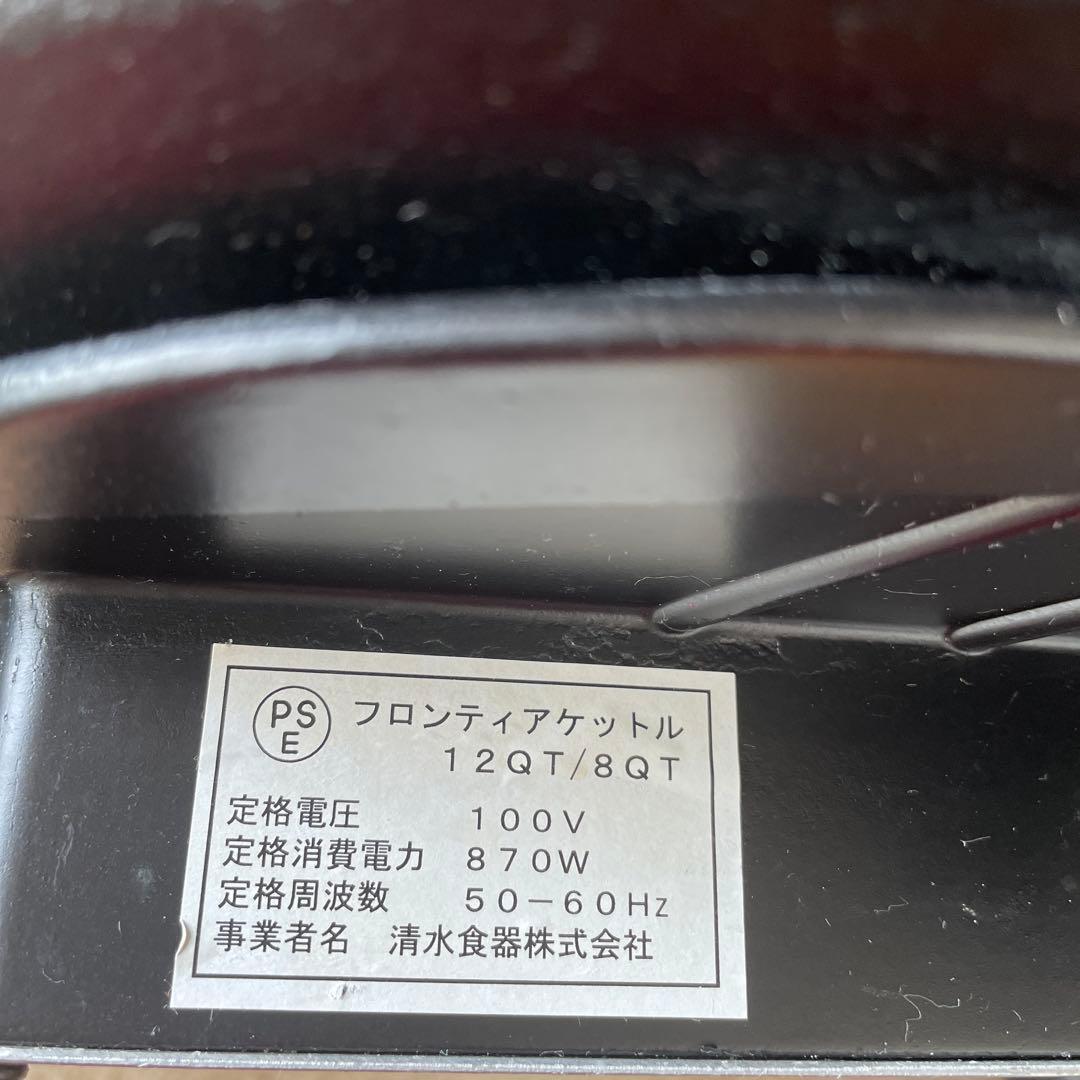 PSE フロンティアケットル
12QT/8QT
定格電圧 100V
定格消費電力 870W
定格周波数 50-60Hz
事業者名 清水食器株式会社